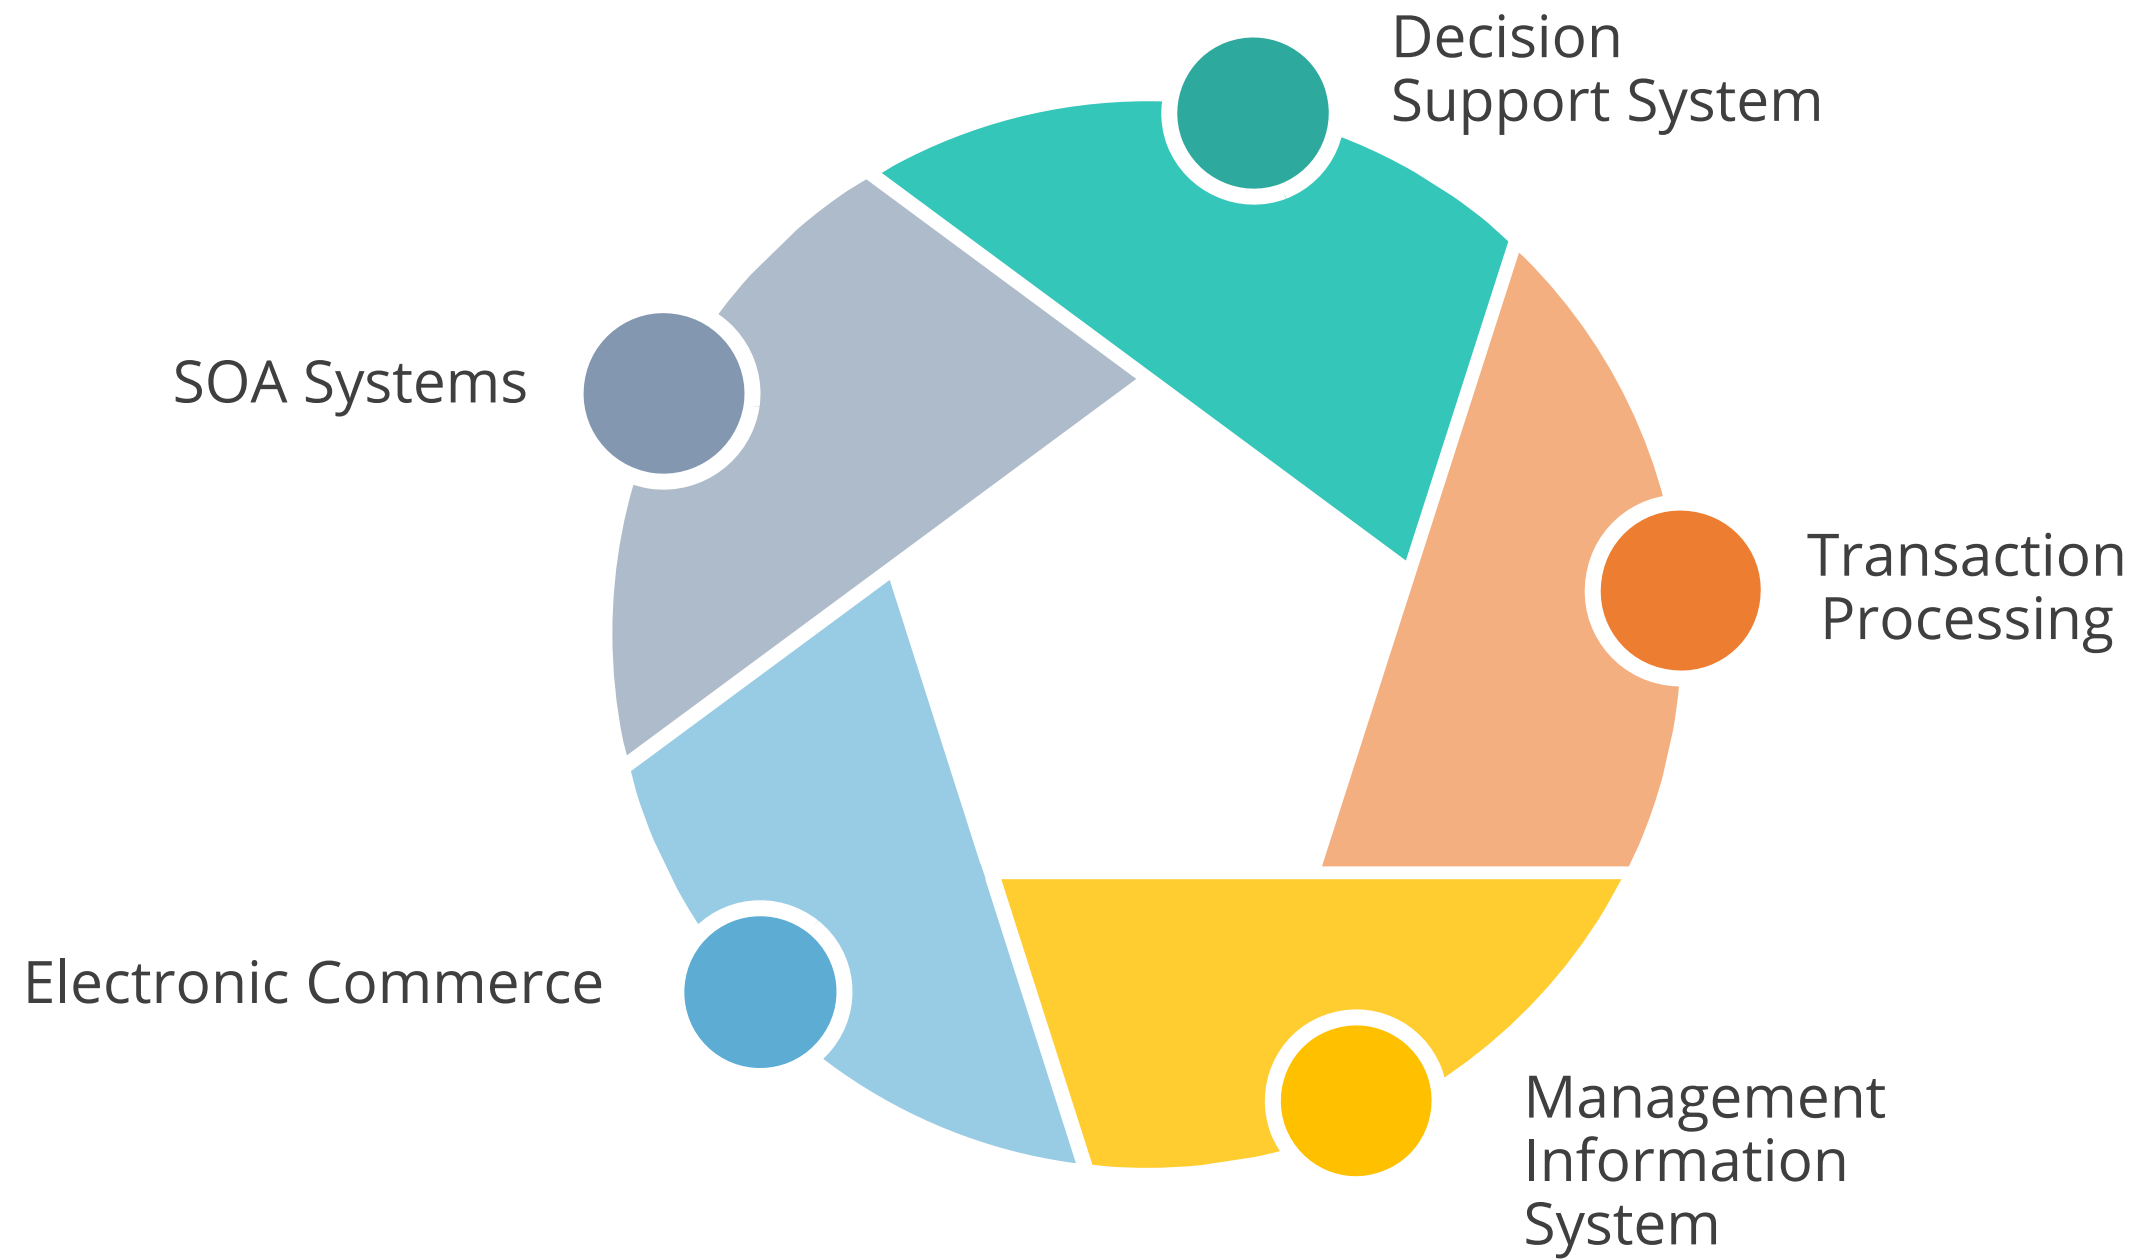 Decision
Support System
SOA Systems
Transaction
Processing
Electronic Commerce
Management
Information
System